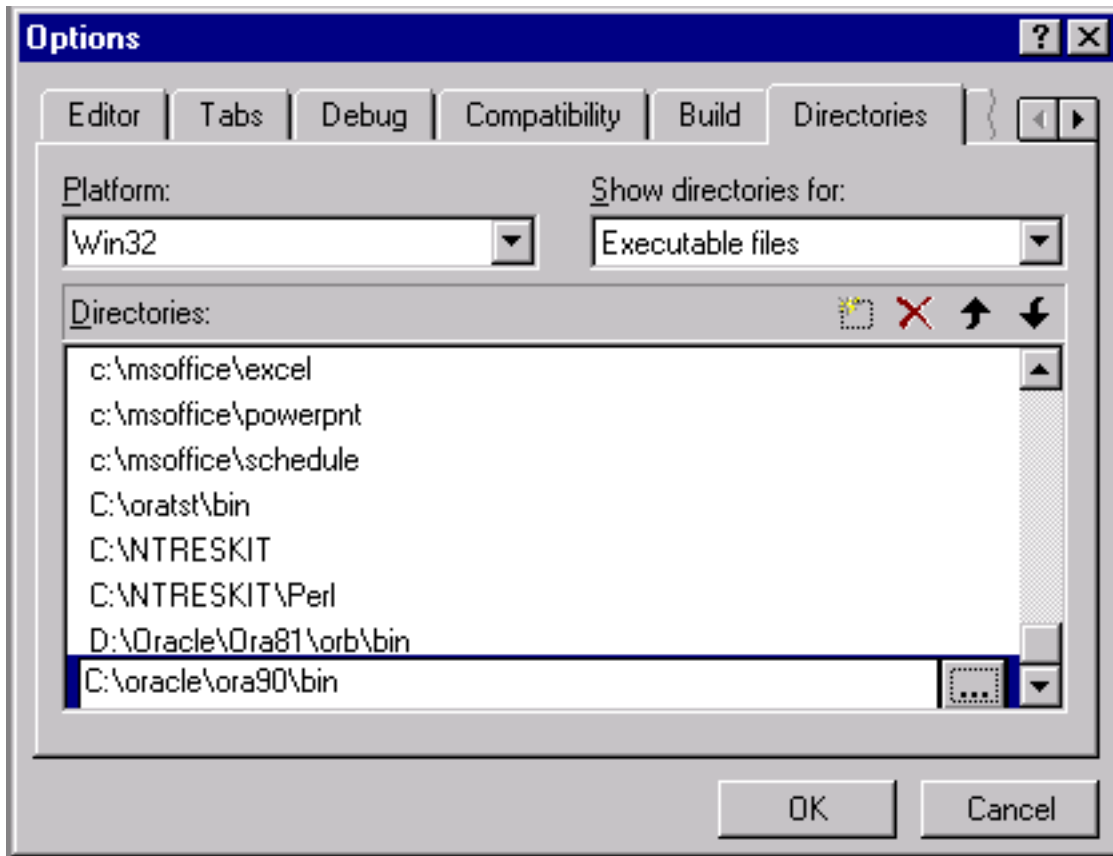 Options
Editor Tabs Debug Compatibility Build Directories
Platform: Show directories for:
Win32 Executable files
Directories:
c:\msoffice\excel
c:\msoffice\powerpnt
c:\msoffice\schedule
C:\oratst\bin
C:\NTRESKIT
C:\NTRESKIT\Perl
D:\Oracle\Ora81\orb\bin
C:\oracle\ora90\bin ...
OK Cancel